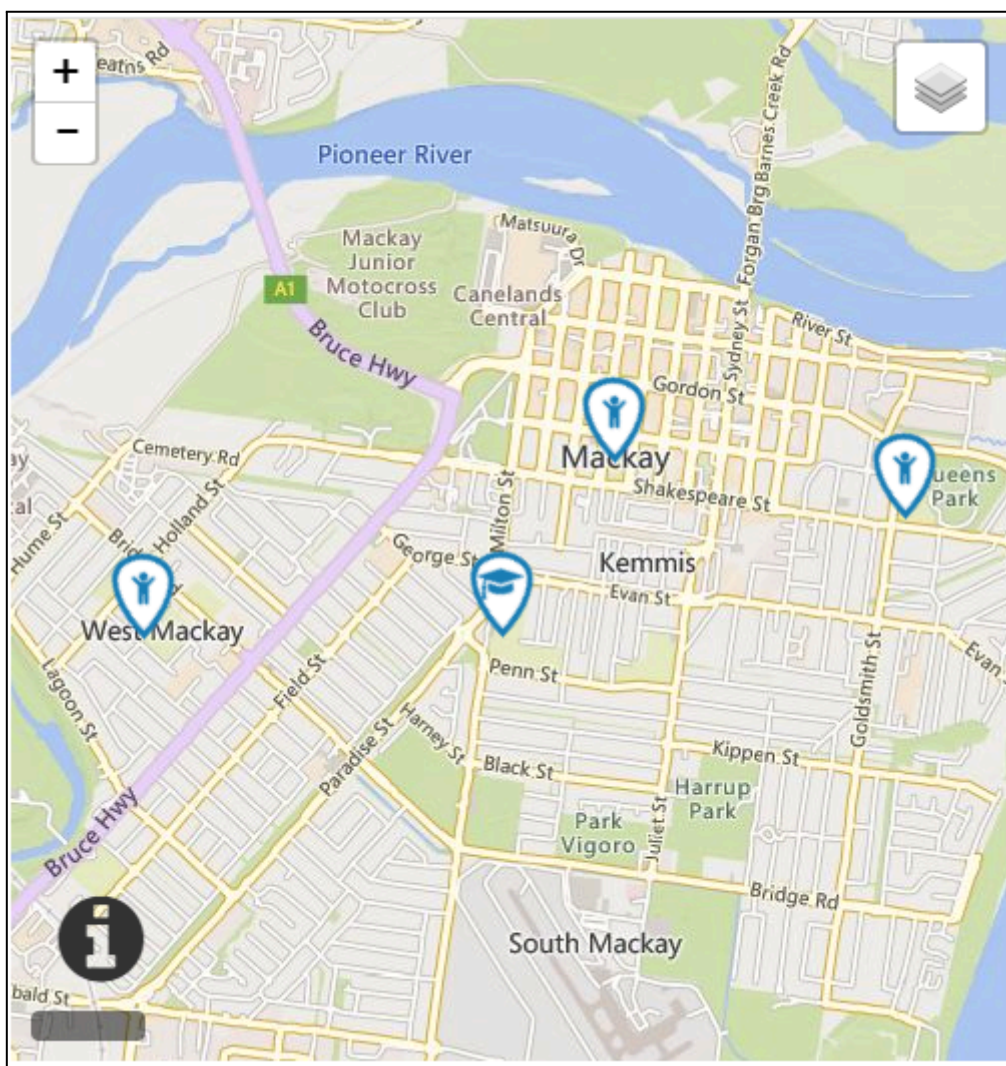 eatns Rd
+
−
Pioneer River
Barnes Creek Rd
Forgan Brg
Matsuura Dr
Mackay
Junior
Motocross
Club
Canelands
Central
A1
Bruce Hwy
Sydney St
River St
Gordon St
Cemetery Rd
Mackay
Shakespeare St
ueens
Park
Holland St
Hume St
Milton St
George St
Kemmis
Evan St
West Mackay
Lagoon St
Field St
Penn St
Evan
Goldsmith St
Harney St
Paradise St
Black St
Kippen St
Harrup
Park
Park
Vigoro
Juliet St
Bruce Hwy
Bridge Rd
South Mackay
i
bald St